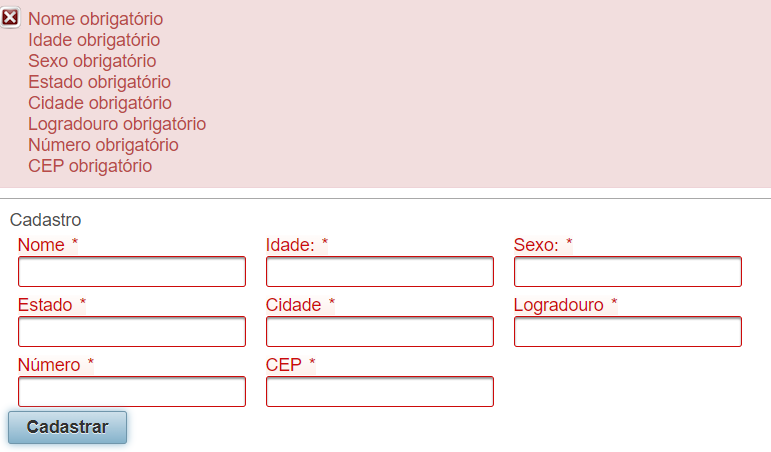 Nome obrigatório
Idade obrigatório
Sexo obrigatório
Estado obrigatório
Cidade obrigatório
Logradouro obrigatório
Número obrigatório
CEP obrigatório
Cadastro
Nome * Idade: * Sexo: *
Estado * Cidade * Logradouro *
Número * CEP *
Cadastrar